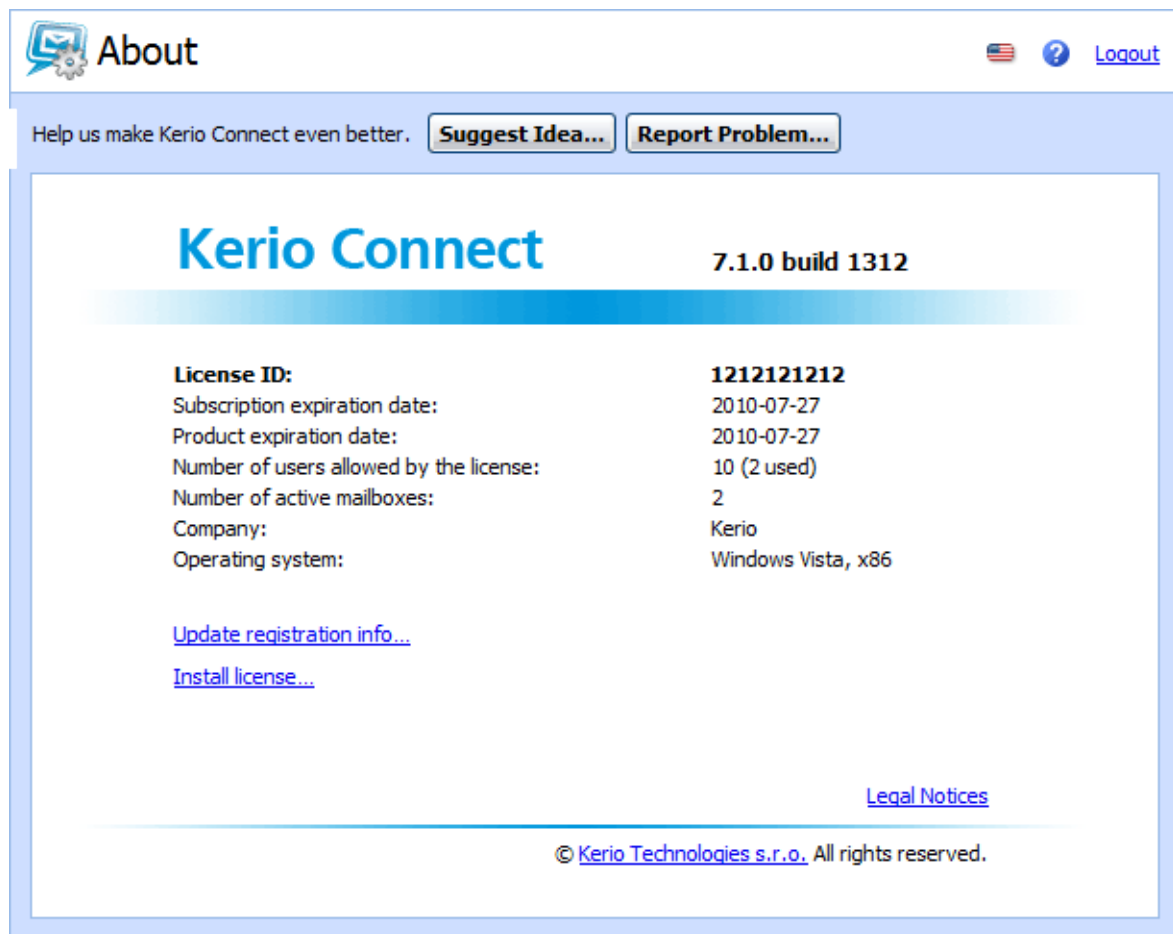 About
Logout
Help us make Kerio Connect even better. Suggest Idea... Report Problem...
Kerio Connect 7.1.0 build 1312
License ID: 1212121212
Subscription expiration date: 2010-07-27
Product expiration date: 2010-07-27
Number of users allowed by the license: 10 (2 used)
Number of active mailboxes: 2
Company: Kerio
Operating system: Windows Vista, x86
Update registration info...
Install license...
Legal Notices
© Kerio Technologies s.r.o. All rights reserved.